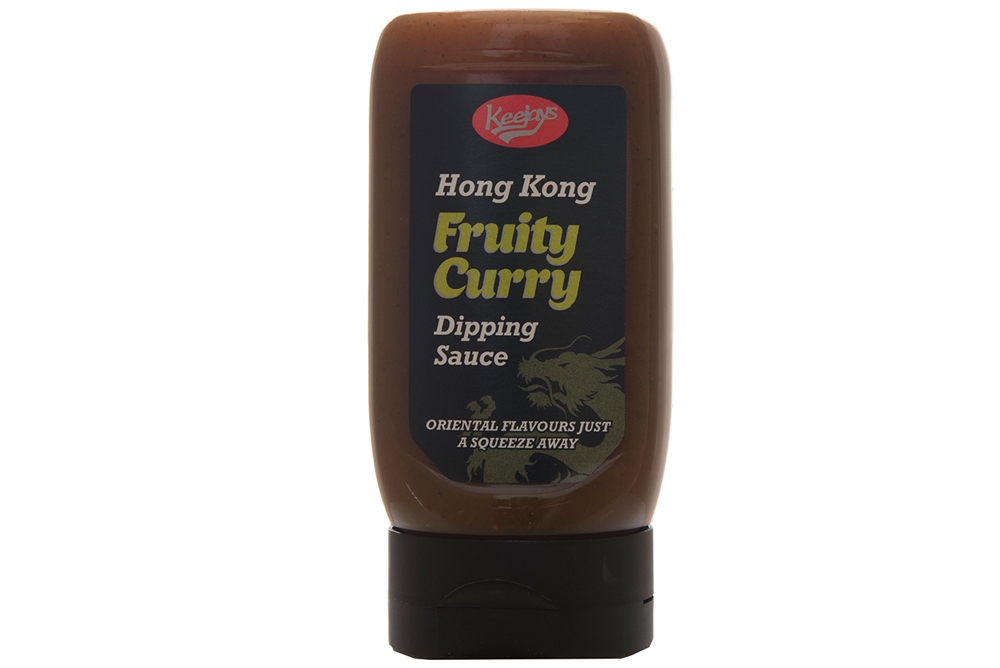 Keejays
Hong Kong
Fruity
Curry
Dipping
Sauce
ORIENTAL FLAVOURS JUST
A SQUEEZE AWAY